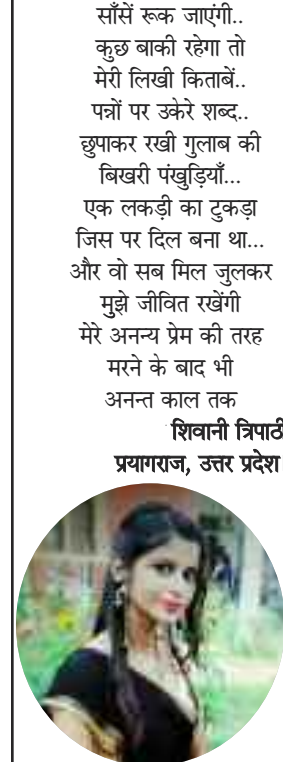 साँसें रूक जाएंगी..
कुछ बाकी रहेगा तो
मेरी लिखी किताबें..
पन्नों पर उकेरे शब्द..
छुपाकर रखी गुलाब की
बिखरी पंखुड़ियाँ...
एक लकड़ी का टुकड़ा
जिस पर दिल बना था...
और वो सब मिल जुलकर
मुझे जीवित रखेंगी
मेरे अनन्य प्रेम की तरह
मरने के बाद भी
अनन्त काल तक
शिवानी त्रिपाठी
प्रयागराज, उत्तर प्रदेश